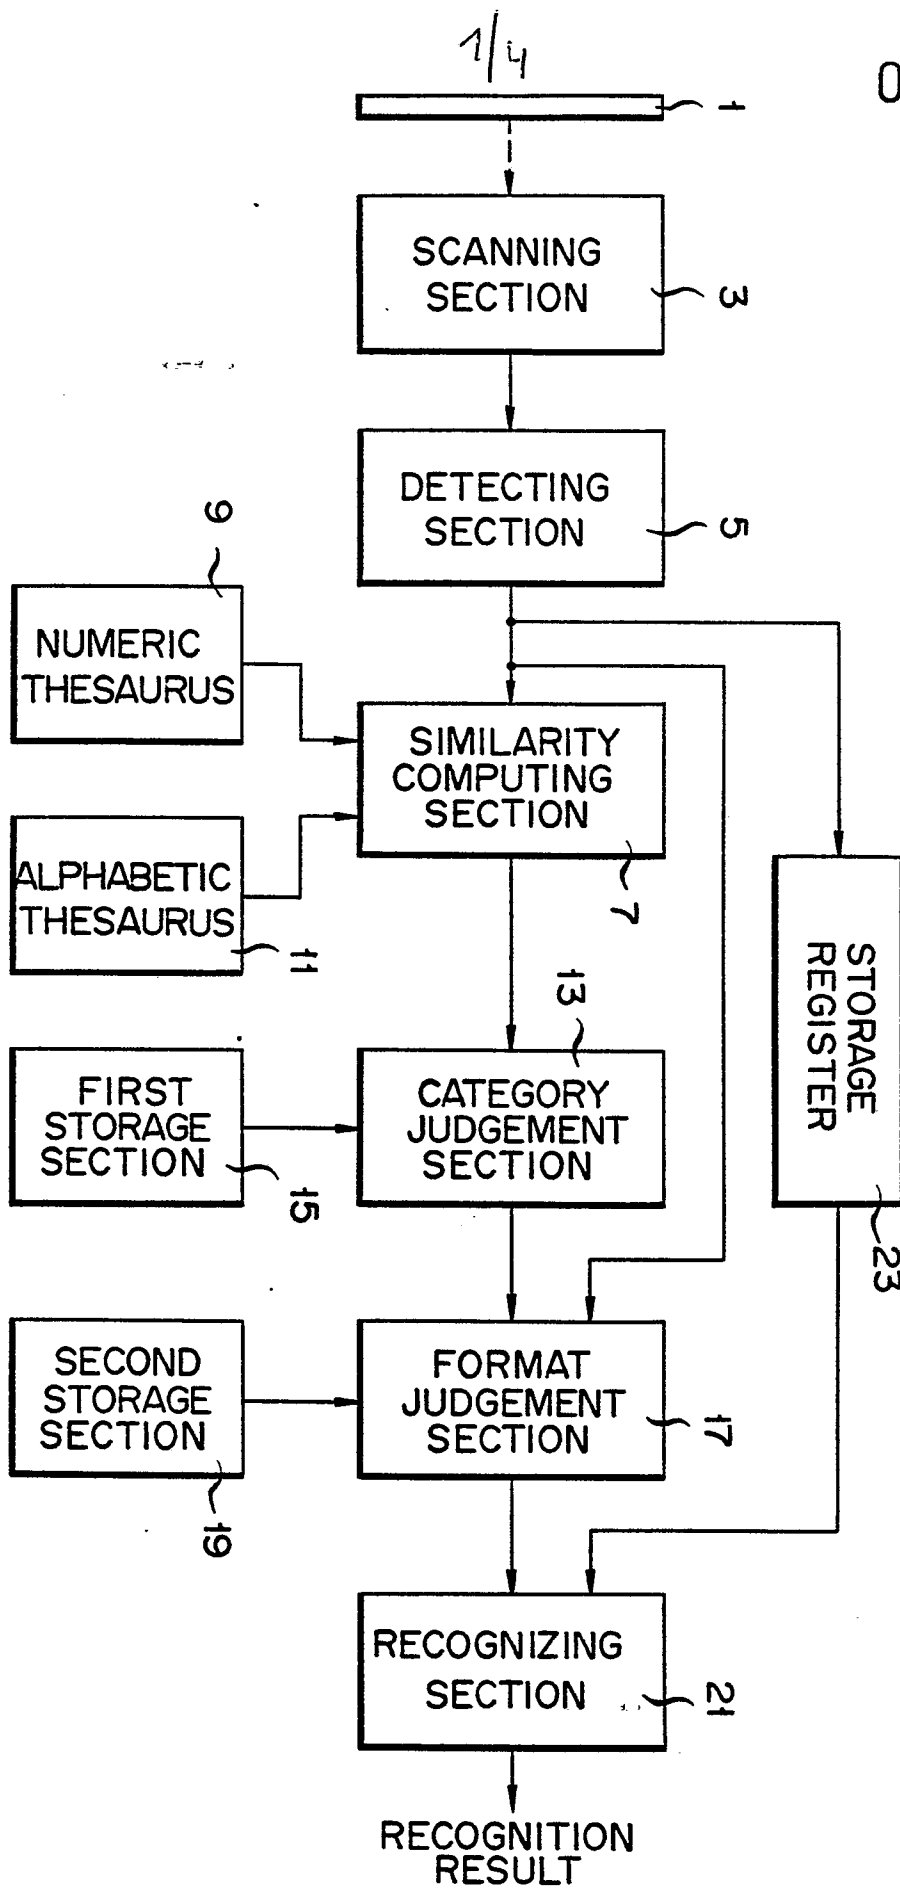 1/4
0
1
SCANNING
SECTION
3
DETECTING
SECTION
5
9
NUMERIC
THESAURUS
SIMILARITY
COMPUTING
SECTION
7
ALPHABETIC
THESAURUS
11
STORAGE
REGISTER
23
13
CATEGORY
JUDGEMENT
SECTION
FIRST
STORAGE
SECTION
15
FORMAT
JUDGEMENT
SECTION
17
SECOND
STORAGE
SECTION
19
RECOGNIZING
SECTION
21
RECOGNITION
RESULT